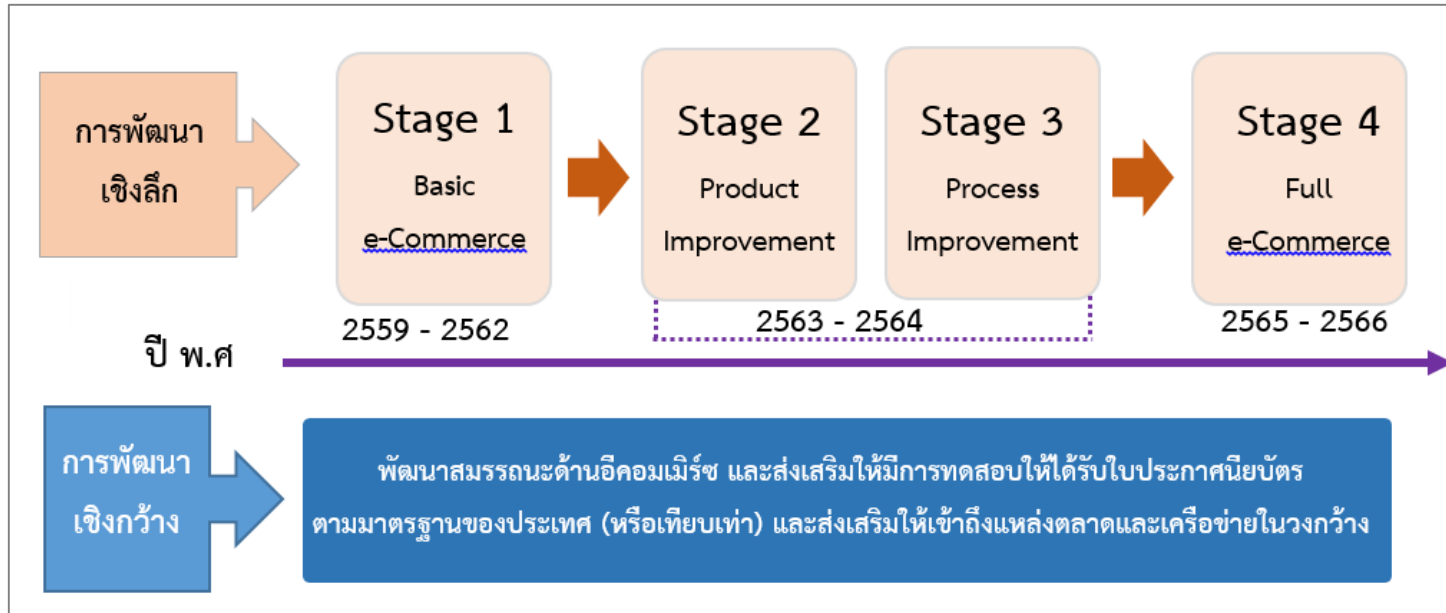 การพัฒนา
เชิงลึก
Stage 1
Basic
e-Commerce
Stage 2
Product
Improvement
Stage 3
Process
Improvement
Stage 4
Full
e-Commerce
2559 - 2562
2563 - 2564
2565 - 2566
ปี พ.ศ
การพัฒนา
เชิงกว้าง
พัฒนาสมรรถนะด้านอีคอมเมิร์ซ และส่งเสริมให้มีการทดสอบให้ได้รับใบประกาศนียบัตร
ตามมาตรฐานของประเทศ (หรือเทียบเท่า) และส่งเสริมให้เข้าถึงแหล่งตลาดและเครือข่ายในวงกว้าง